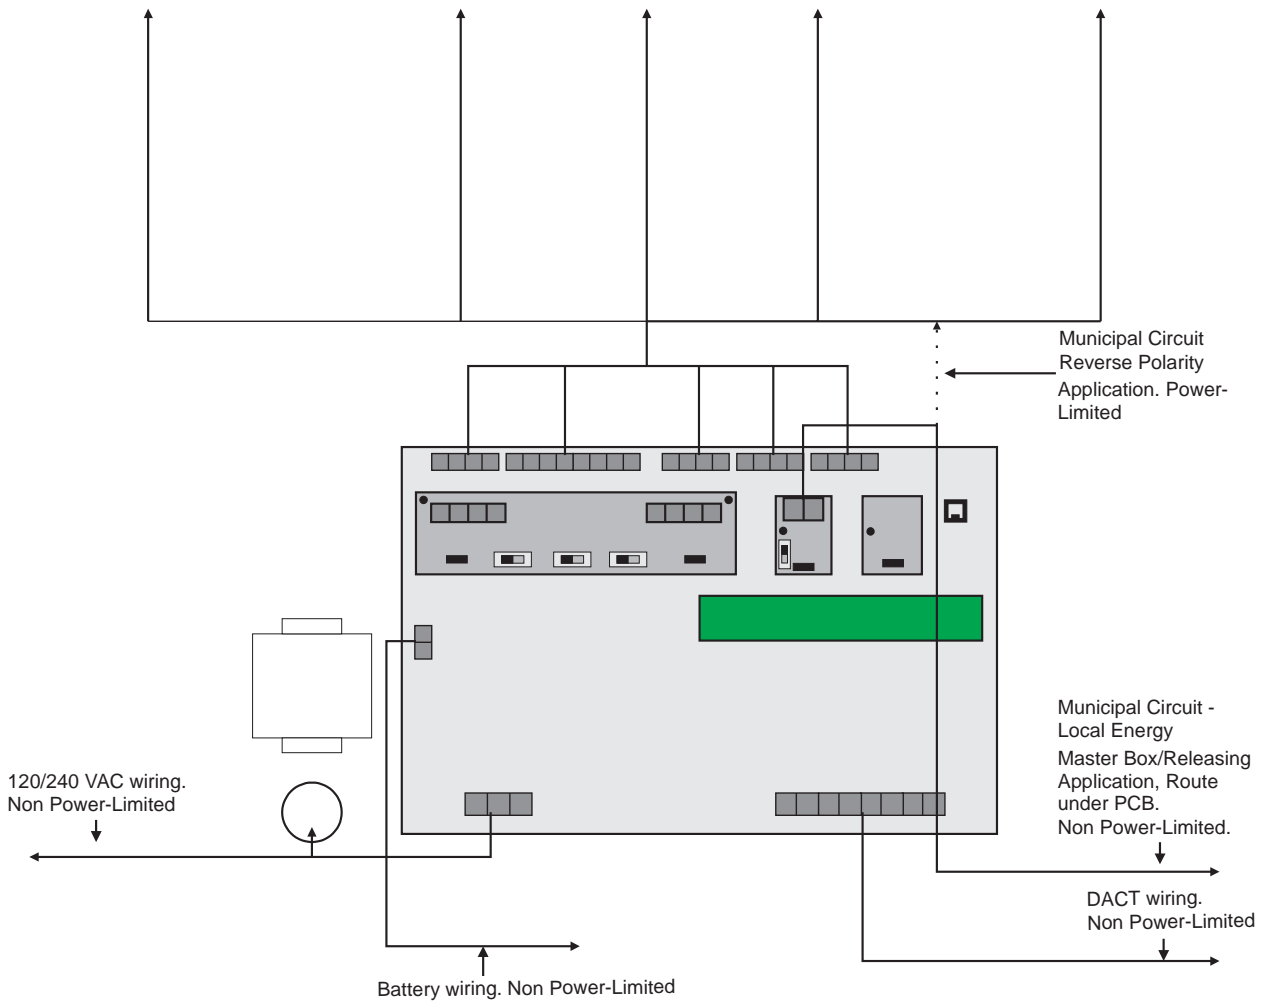 Municipal Circuit
Reverse Polarity
Application. Power-
Limited
Municipal Circuit -
Local Energy
Master Box/Releasing
Application, Route
under PCB.
Non Power-Limited.
120/240 VAC wiring.
Non Power-Limited
DACT wiring.
Non Power-Limited
Battery wiring. Non Power-Limited